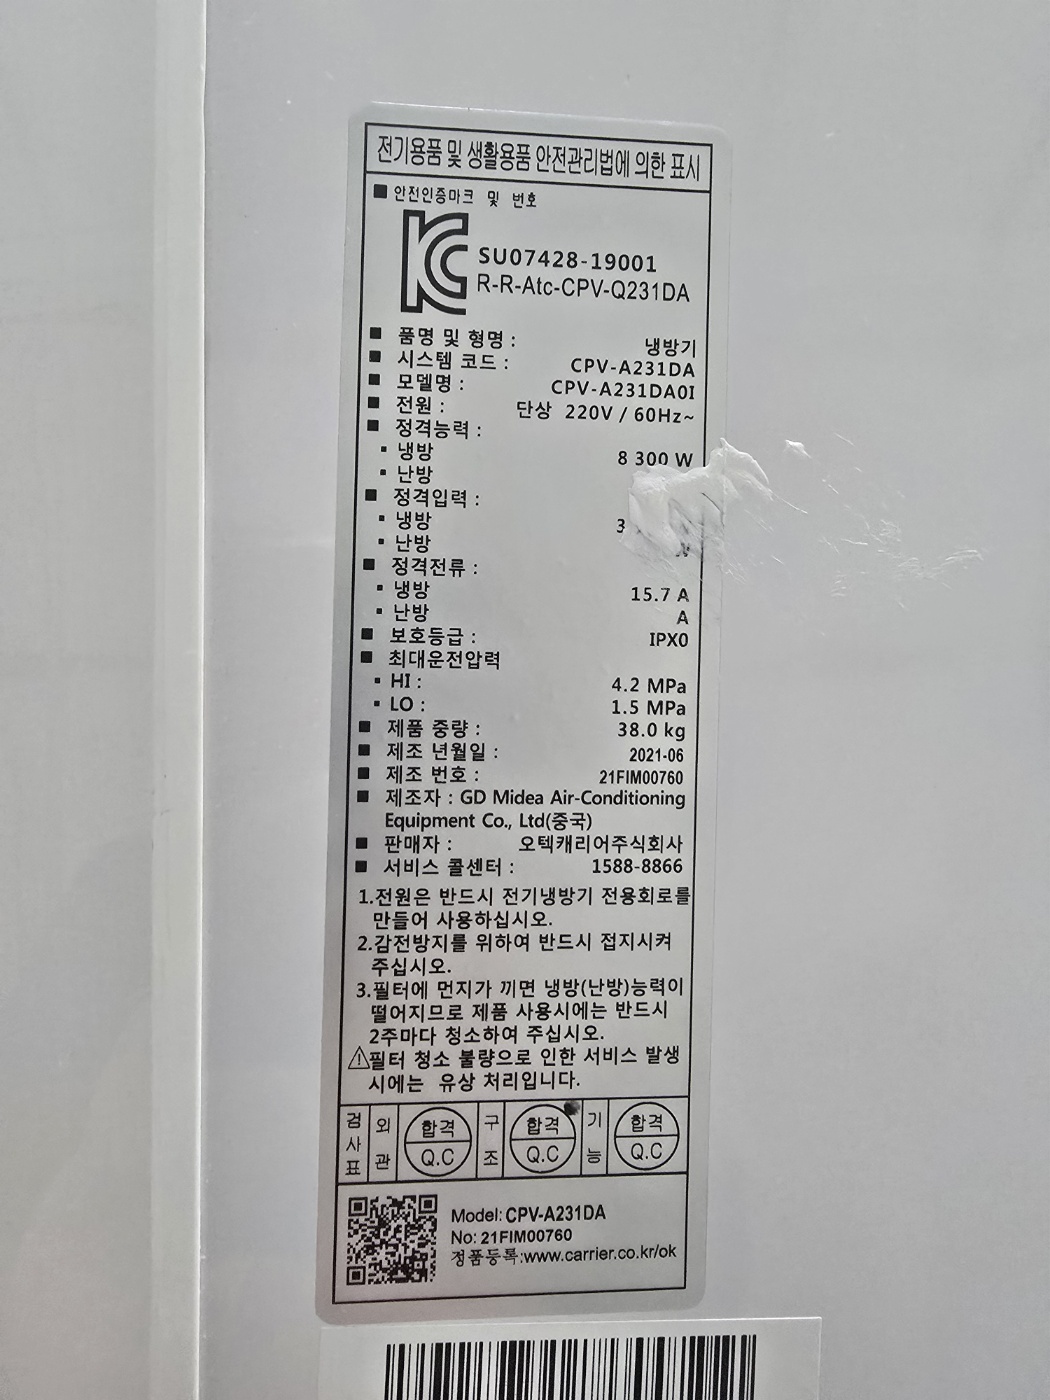 전기용품 및 생활용품 안전관리법에 의한 표시
■ 안전인증마크 및 번호
KC SU07428-19001
R-R-Atc-CPV-Q231DA
■ 품명 및 형명 : 냉방기
■ 시스템 코드 : CPV-A231DA
■ 모델명 : CPV-A231DA0I
■ 전원 : 단상 220V / 60Hz~
■ 정격능력 :
▪ 냉방 8 300 W
▪ 난방
■ 정격입력 :
▪ 냉방 3
▪ 난방 W
■ 정격전류 :
▪ 냉방 15.7 A
▪ 난방 A
■ 보호등급 : IPX0
■ 최대운전압력
▪ HI : 4.2 MPa
▪ LO : 1.5 MPa
■ 제품 중량 : 38.0 kg
■ 제조 년월일 : 2021-06
■ 제조 번호 : 21FIM00760
■ 제조자 : GD Midea Air-Conditioning
Equipment Co., Ltd(중국)
■ 판매자 : 오텍캐리어주식회사
■ 서비스 콜센터 : 1588-8866
1.전원은 반드시 전기냉방기 전용회로를
만들어 사용하십시오.
2.감전방지를 위하여 반드시 접지시켜
주십시오.
3.필터에 먼지가 끼면 냉방(난방)능력이
떨어지므로 제품 사용시에는 반드시
2주마다 청소하여 주십시오.
⚠필터 청소 불량으로 인한 서비스 발생
시에는 유상 처리입니다.
검사표 외관 합격 Q.C 구조 합격 Q.C 기능 합격 Q.C
Model: CPV-A231DA
No: 21FIM00760
정품등록:www.carrier.co.kr/ok